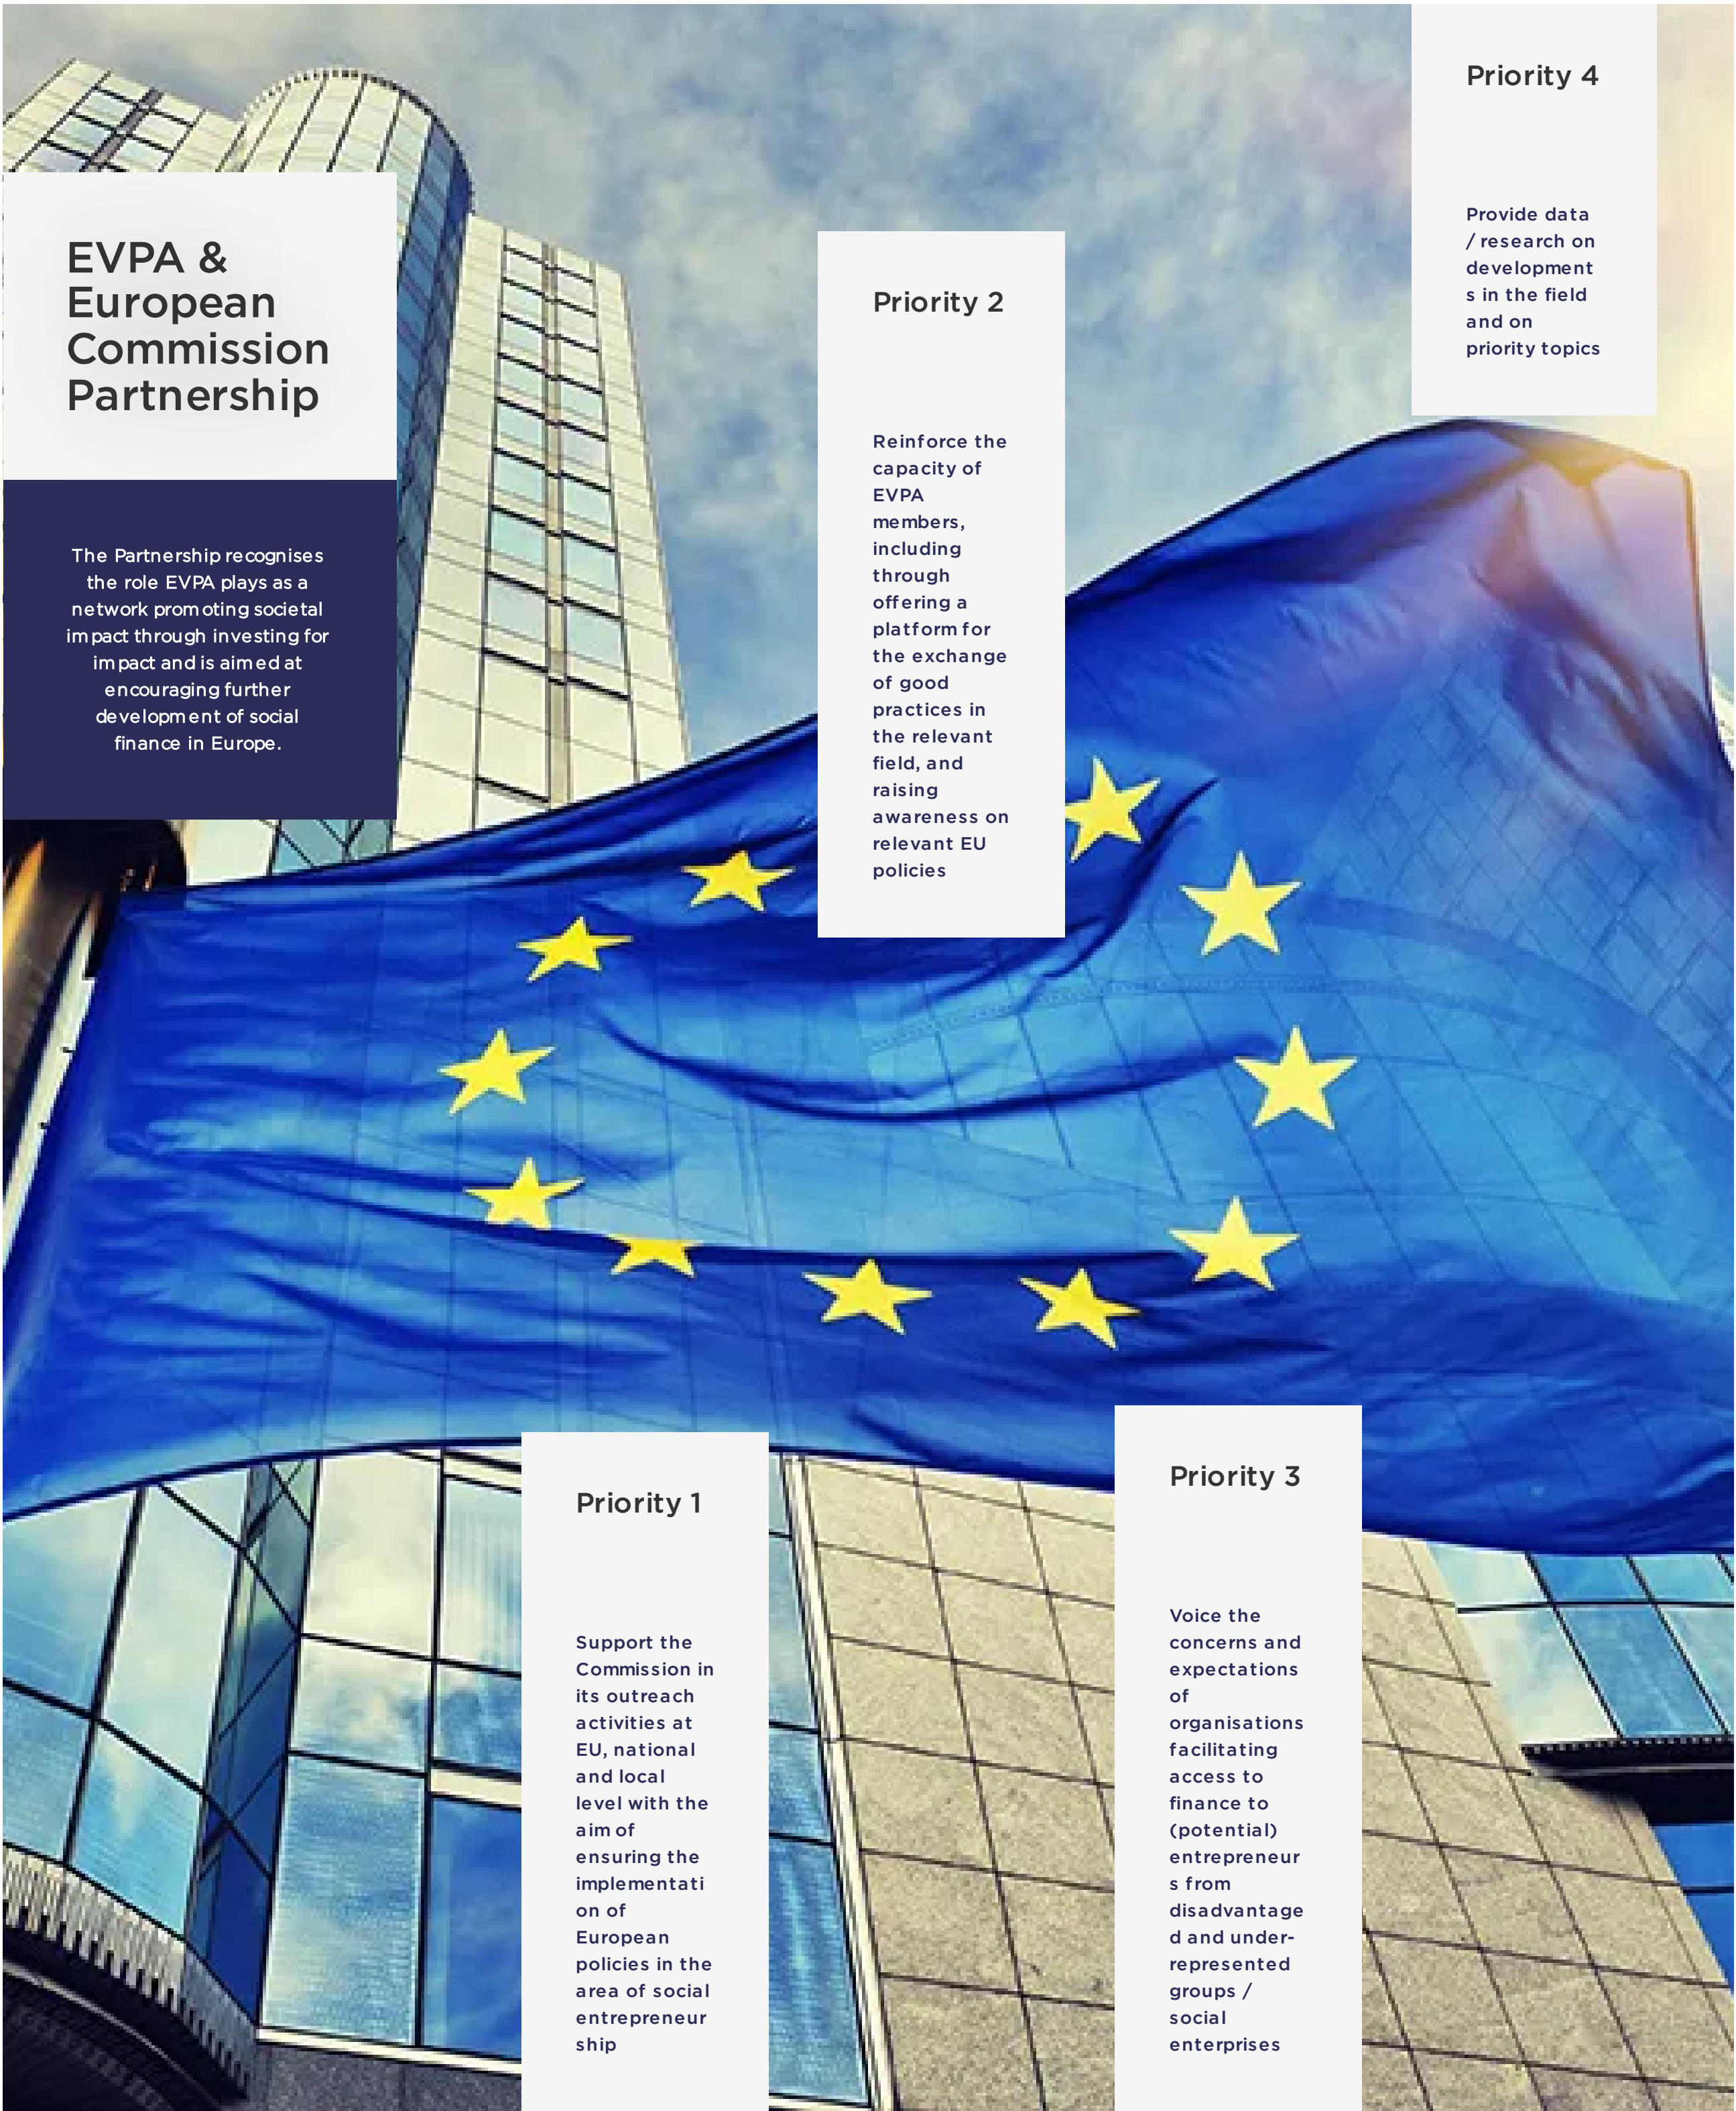 EVPA &
European
Commission
Partnership
The Partnership recognises
the role EVPA plays as a
network promoting societal
impact through investing for
impact and is aimed at
encouraging further
development of social
finance in Europe.
Priority 1
Support the
Commission in
its outreach
activities at
EU, national
and local
level with the
aim of
ensuring the
implementati
on of
European
policies in the
area of social
entrepreneur
ship
Priority 2
Reinforce the
capacity of
EVPA
members,
including
through
offering a
platform for
the exchange
of good
practices in
the relevant
field, and
raising
awareness on
relevant EU
policies
Priority 3
Voice the
concerns and
expectations
of
organisations
facilitating
access to
finance to
(potential)
entrepreneur
s from
disadvantage
d and under-
represented
groups /
social
enterprises
Priority 4
Provide data
/ research on
development
s in the field
and on
priority topics